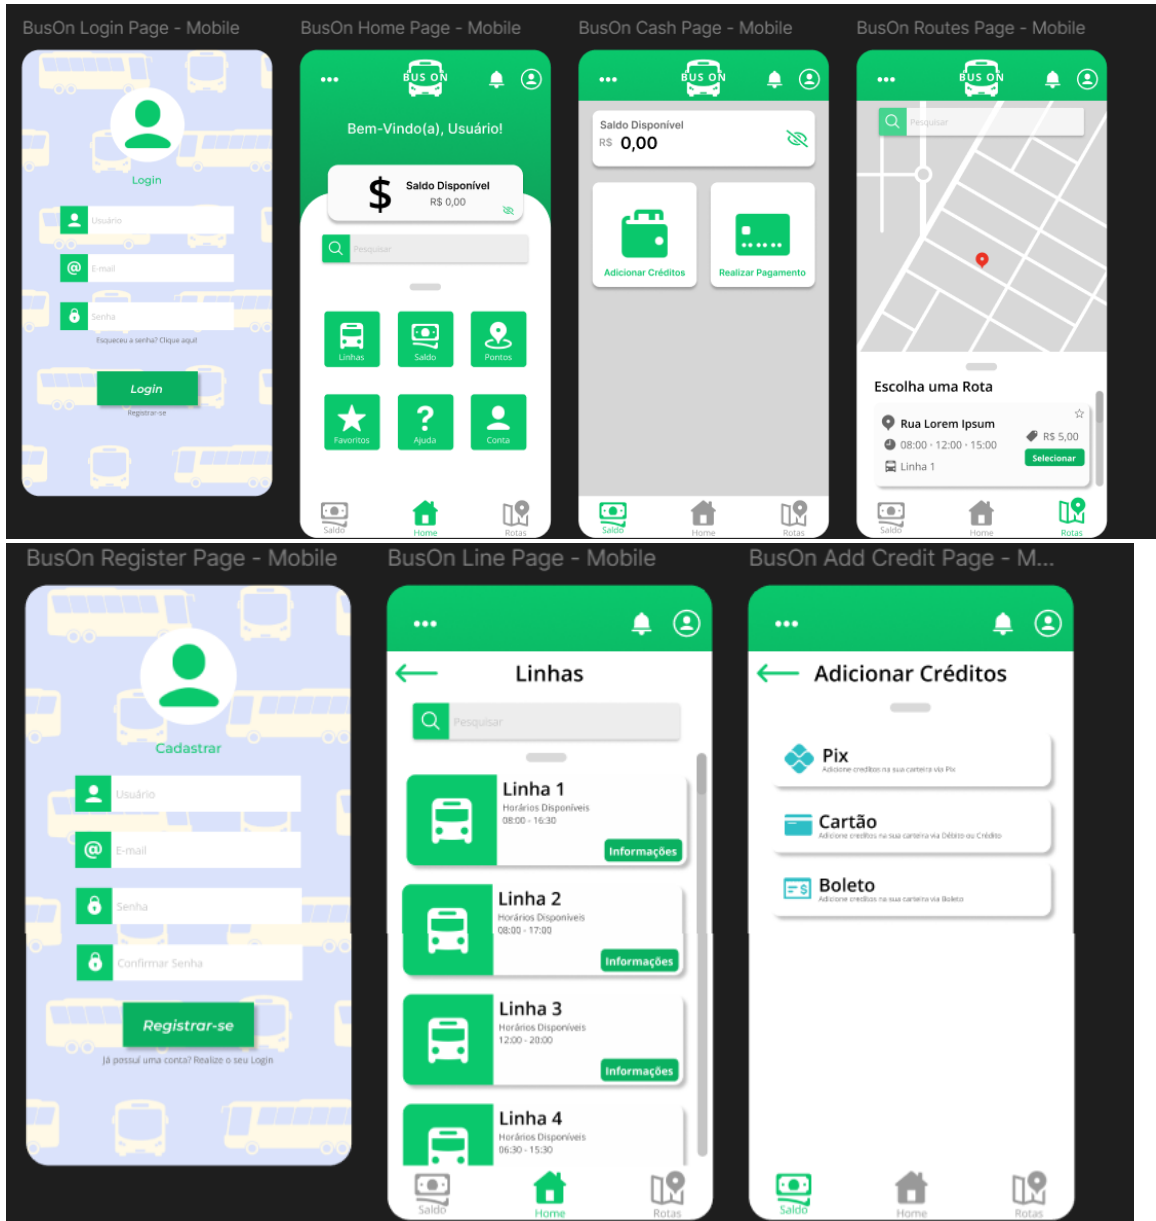 BusOn Login Page - Mobile
Login
Usuário
E-mail
Senha
Esqueceu a senha? Clique aqui!
Login
Registrar-se
BusOn Home Page - Mobile
BUS ON
Bem-Vindo(a), Usuário!
$
Saldo Disponível
R$ 0,00
Pesquisar
Linhas
Saldo
Pontos
Favoritos
Ajuda
Conta
Saldo
Home
Rotas
BusOn Cash Page - Mobile
BUS ON
Saldo Disponível
R$ 0,00
Adicionar Créditos
Realizar Pagamento
Saldo
Home
Rotas
BusOn Routes Page - Mobile
BUS ON
Pesquisar
Escolha uma Rota
Rua Lorem Ipsum
08:00 - 12:00 - 15:00
R$ 5,00
Linha 1
Selecionar
Saldo
Home
Rotas
BusOn Register Page - Mobile
Cadastrar
Usuário
E-mail
Senha
Confirmar Senha
Registrar-se
Já possui uma conta? Realize o seu Login
BusOn Line Page - Mobile
Linhas
Pesquisar
Linha 1
Horários Disponíveis
08:00 - 16:30
Informações
Linha 2
Horários Disponíveis
08:00 - 17:00
Informações
Linha 3
Horários Disponíveis
12:00 - 20:00
Informações
Linha 4
Horários Disponíveis
06:30 - 15:30
Saldo
Home
Rotas
BusOn Add Credit Page - M...
Adicionar Créditos
Pix
Adicione creditos na sua carteira via Pix
Cartão
Adicione creditos na sua carteira via Débito ou Crédito
Boleto
Adicione creditos na sua carteira via Boleto
Saldo
Home
Rotas